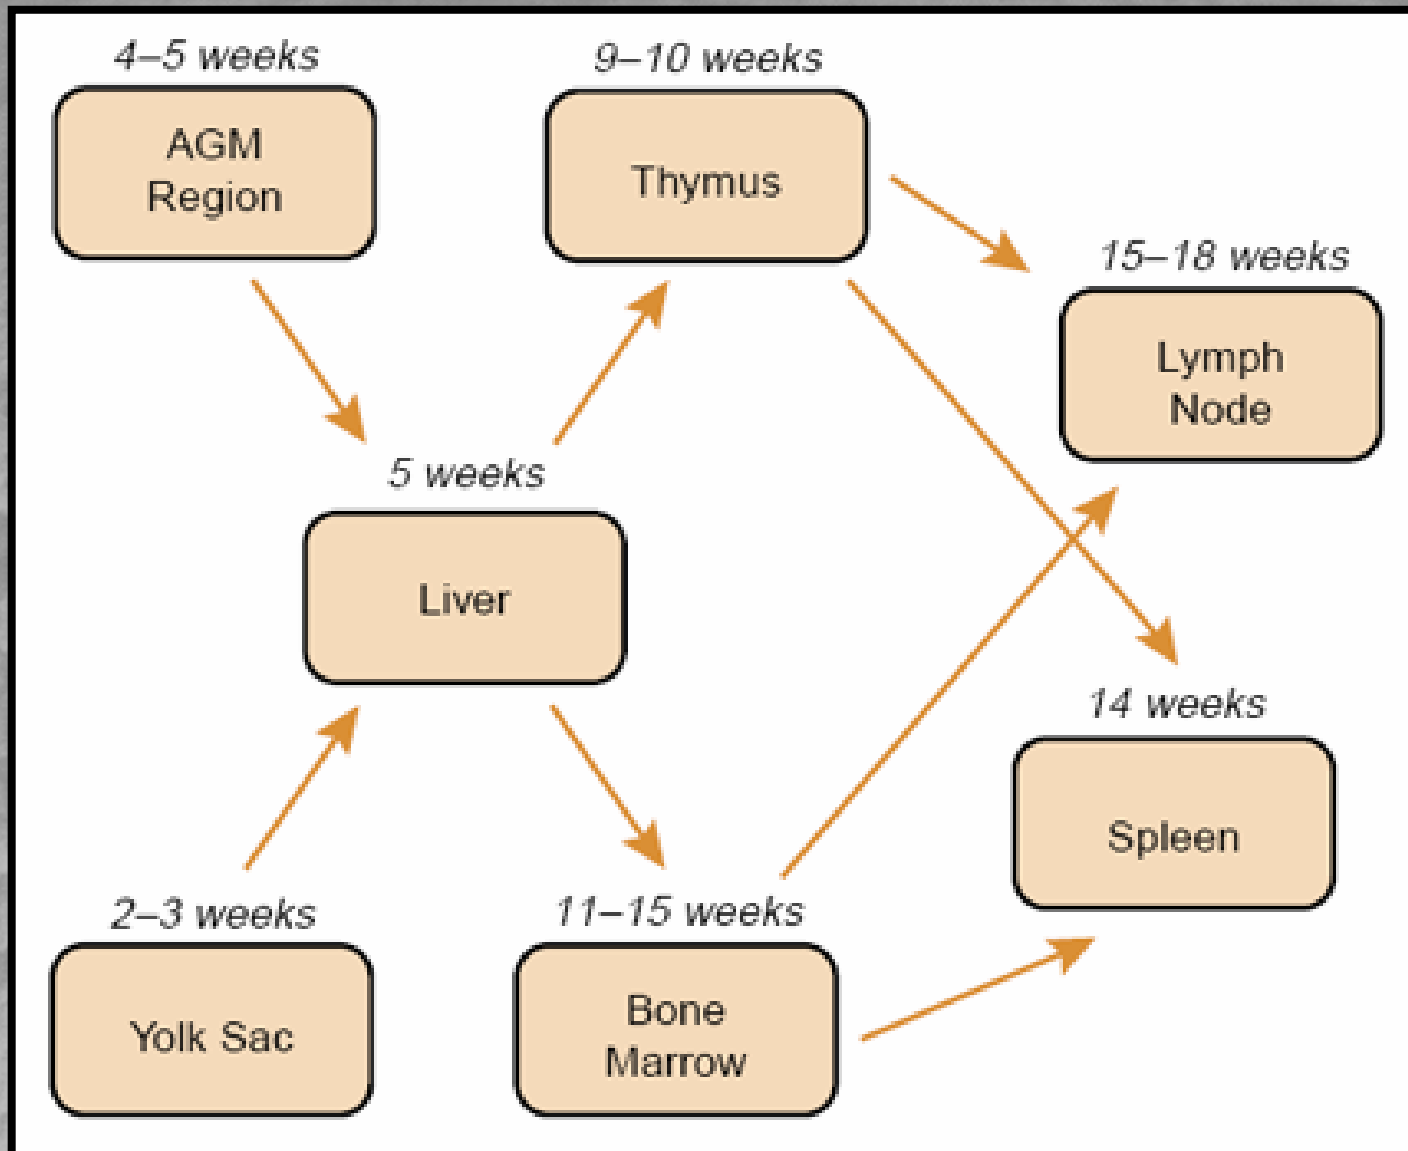 4–5 weeks
AGM
Region
9–10 weeks
Thymus
15–18 weeks
Lymph
Node
5 weeks
Liver
14 weeks
Spleen
2–3 weeks
Yolk Sac
11–15 weeks
Bone
Marrow